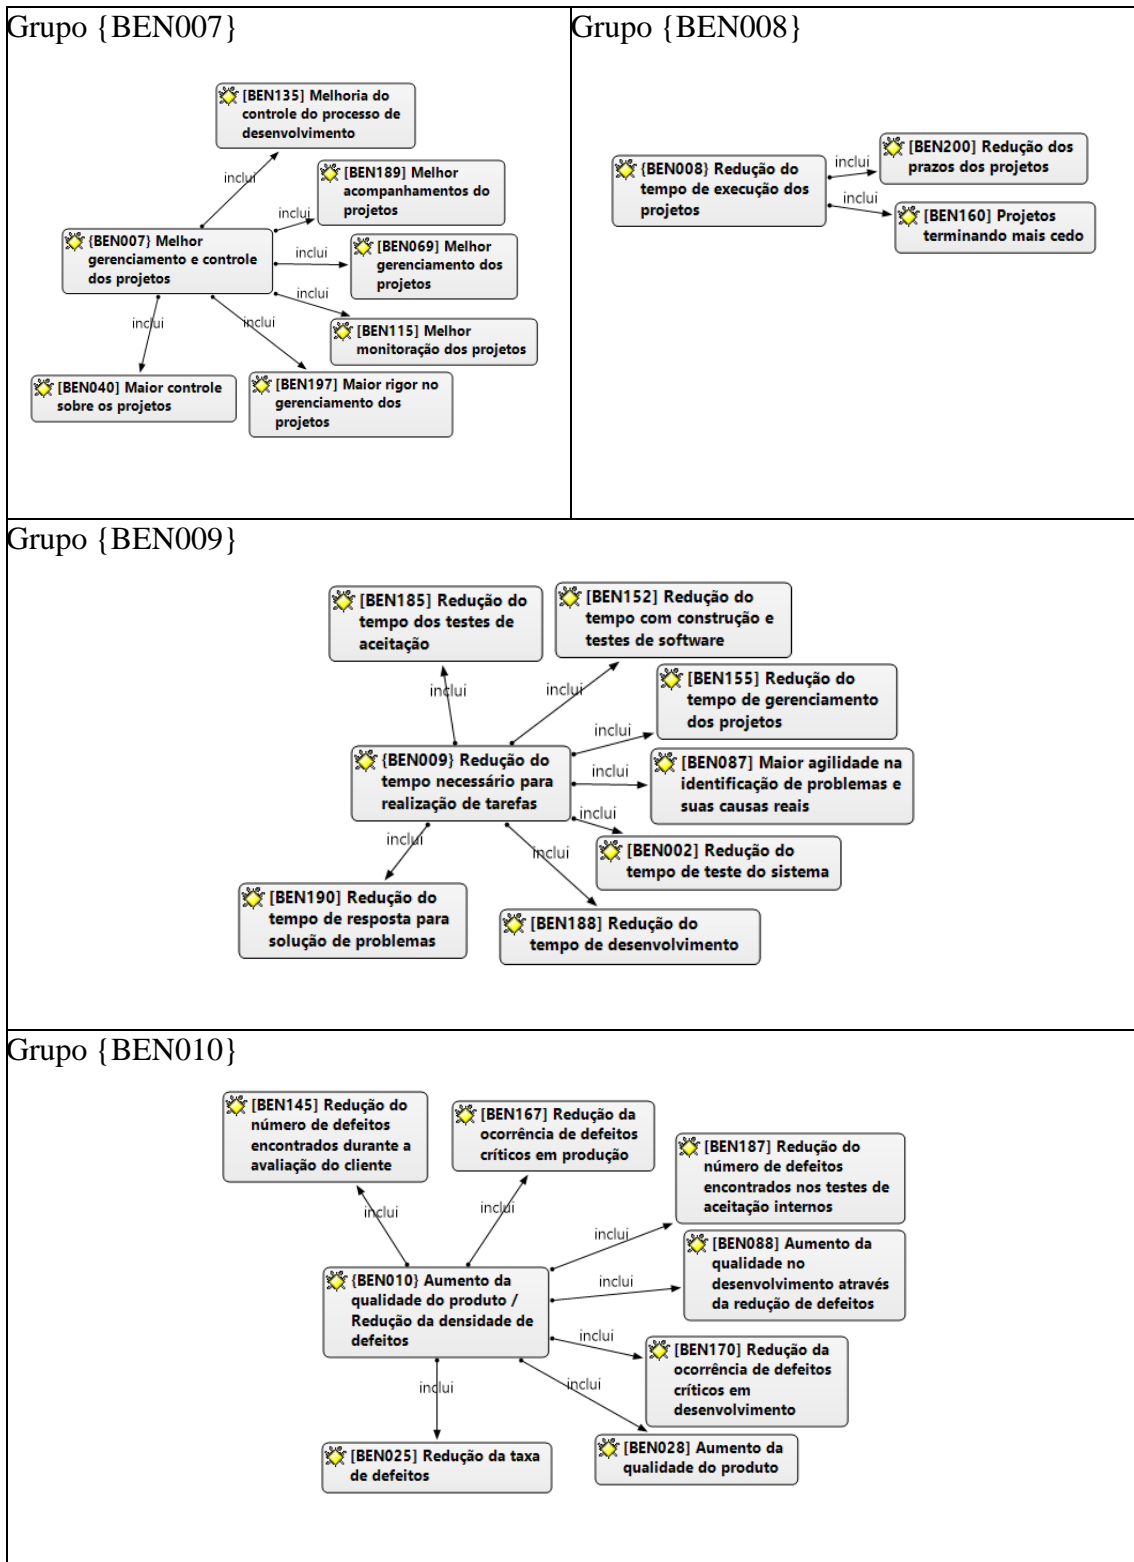 Grupo {BEN007}
[BEN135] Melhoria do
controle do processo de
desenvolvimento
inclui
[BEN189] Melhor
acompanhamentos do
projetos
inclui
{BEN007} Melhor
gerenciamento e controle
dos projetos
inclui
[BEN069] Melhor
gerenciamento dos
projetos
inclui
[BEN115] Melhor
monitoração dos projetos
inclui
inclui
[BEN040] Maior controle
sobre os projetos
[BEN197] Maior rigor no
gerenciamento dos
projetos
Grupo {BEN008}
{BEN008} Redução do
tempo de execução dos
projetos
inclui
[BEN200] Redução dos
prazos dos projetos
inclui
[BEN160] Projetos
terminando mais cedo
Grupo {BEN009}
[BEN185] Redução do
tempo dos testes de
aceitação
[BEN152] Redução do
tempo com construção e
testes de software
inclui
inclui
[BEN155] Redução do
tempo de gerenciamento
dos projetos
inclui
{BEN009} Redução do
tempo necessário para
realização de tarefas
inclui
[BEN087] Maior agilidade na
identificação de problemas e
suas causas reais
inclui
[BEN002] Redução do
tempo de teste do sistema
inclui
inclui
[BEN190] Redução do
tempo de resposta para
solução de problemas
[BEN188] Redução do
tempo de desenvolvimento
Grupo {BEN010}
[BEN145] Redução do
número de defeitos
encontrados durante a
avaliação do cliente
[BEN167] Redução da
ocorrência de defeitos
críticos em produção
[BEN187] Redução do
número de defeitos
encontrados nos testes de
aceitação internos
inclui
inclui
inclui
[BEN088] Aumento da
qualidade no
desenvolvimento através
da redução de defeitos
{BEN010} Aumento da
qualidade do produto /
Redução da densidade de
defeitos
inclui
inclui
[BEN170] Redução da
ocorrência de defeitos
críticos em
desenvolvimento
inclui
inclui
[BEN025] Redução da taxa
de defeitos
[BEN028] Aumento da
qualidade do produto